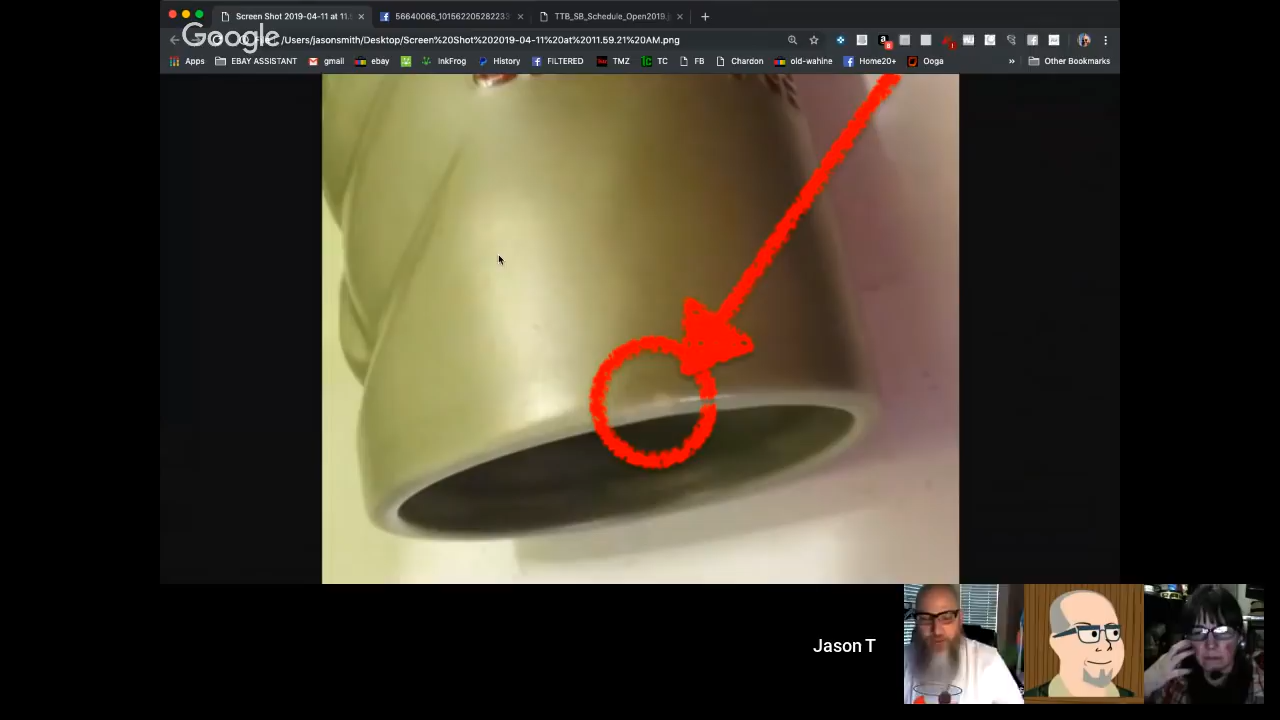 Screen Shot 2019-04-11 at 11.5
56640066_101562205282233
TTB_SB_Schedule_Open2019.j
Google
File
/Users/jasonsmith/Desktop/Screen%20Shot%202019-04-11%20at%2011.59.21%20AM.png
Apps
EBAY ASSISTANT
gmail
ebay
InkFrog
History
FILTERED
TMZ
TC
FB
Chardon
old-wahine
Home20+
Ooga
»
Other Bookmarks
Jason T